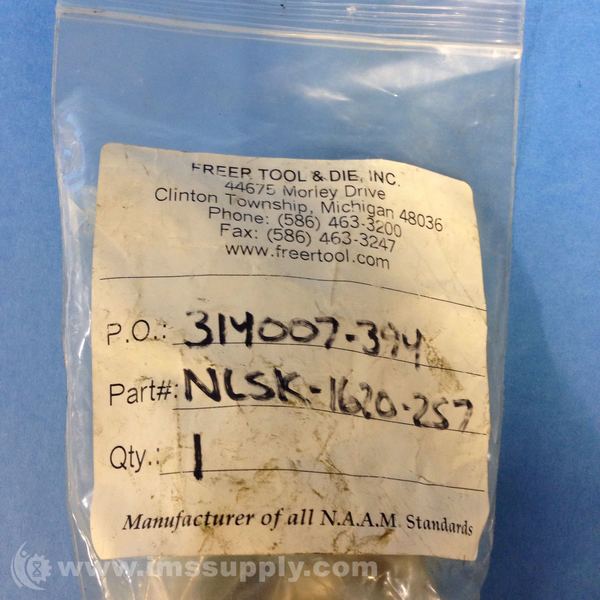 FREER TOOL & DIE, INC.
44675 Morley Drive
Clinton Township, Michigan 48036
Phone: (586) 463-3200
Fax: (586) 463-3247
www.freertool.com
P.O.: 314007-394
Part#: NLSK-1620-257
Qty.: 1
Manufacturer of all N.A.A.M. Standards
www.imssupply.com